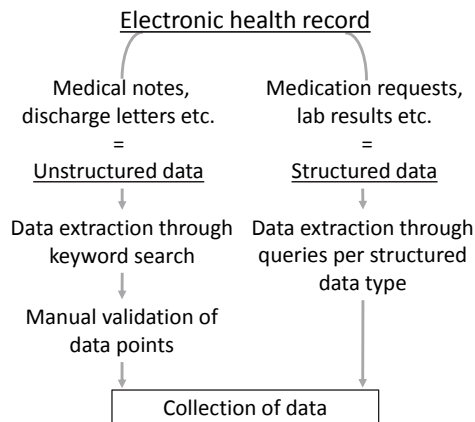 Electronic health record
Medical notes,
discharge letters etc.
=
Unstructured data
Data extraction through
keyword search
Manual validation of
data points
Medication requests,
lab results etc.
=
Structured data
Data extraction through
queries per structured
data type
Collection of data